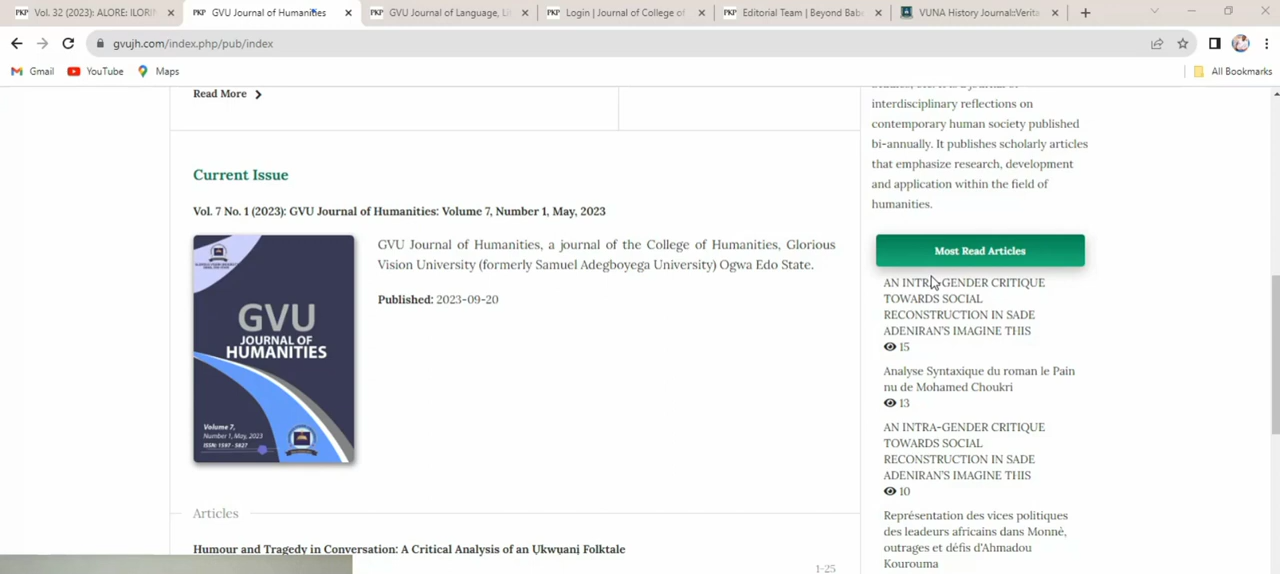 Vol. 32 (2023): ALORE: ILORIN
GVU Journal of Humanities
GVU Journal of Language, Li
Login | Journal of College of
Editorial Team | Beyond Babe
VUNA History Journal::Verita
gvujh.com/index.php/pub/index
Gmail
YouTube
Maps
All Bookmarks
Read More
Current Issue
Vol. 7 No. 1 (2023): GVU Journal of Humanities: Volume 7, Number 1, May, 2023
GVU
JOURNAL OF
HUMANITIES
Volume 7,
Number 1, May, 2023
ISSN: 1597 - 5827
GVU Journal of Humanities, a journal of the College of Humanities, Glorious
Vision University (formerly Samuel Adegboyega University) Ogwa Edo State.
Published: 2023-09-20
Articles
Humour and Tragedy in Conversation: A Critical Analysis of an Ụkwụanị Folktale
1-25
interdisciplinary reflections on
contemporary human society published
bi-annually. It publishes scholarly articles
that emphasize research, development
and application within the field of
humanities.
Most Read Articles
AN INTRA-GENDER CRITIQUE
TOWARDS SOCIAL
RECONSTRUCTION IN SADE
ADENIRAN'S IMAGINE THIS
15
Analyse Syntaxique du roman le Pain
nu de Mohamed Choukri
13
AN INTRA-GENDER CRITIQUE
TOWARDS SOCIAL
RECONSTRUCTION IN SADE
ADENIRAN'S IMAGINE THIS
10
Représentation des vices politiques
des leadeurs africains dans Monnè,
outrages et défis d'Ahmadou
Kourouma